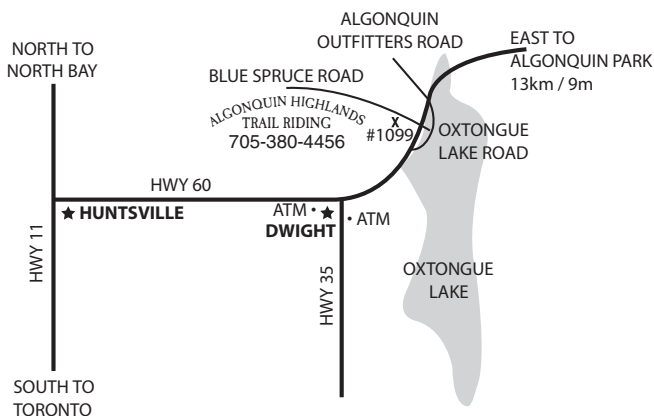 NORTH TO
NORTH BAY
ALGONQUIN
OUTFITTERS ROAD
EAST TO
ALGONQUIN PARK
13km / 9m
BLUE SPRUCE ROAD
ALGONQUIN HIGHLANDS
TRAIL RIDING
705-380-4456
X
#1099
OXTONGUE
LAKE ROAD
HWY 60
HUNTSVILLE
ATM •
DWIGHT
• ATM
HWY 11
HWY 35
OXTONGUE
LAKE
SOUTH TO
TORONTO